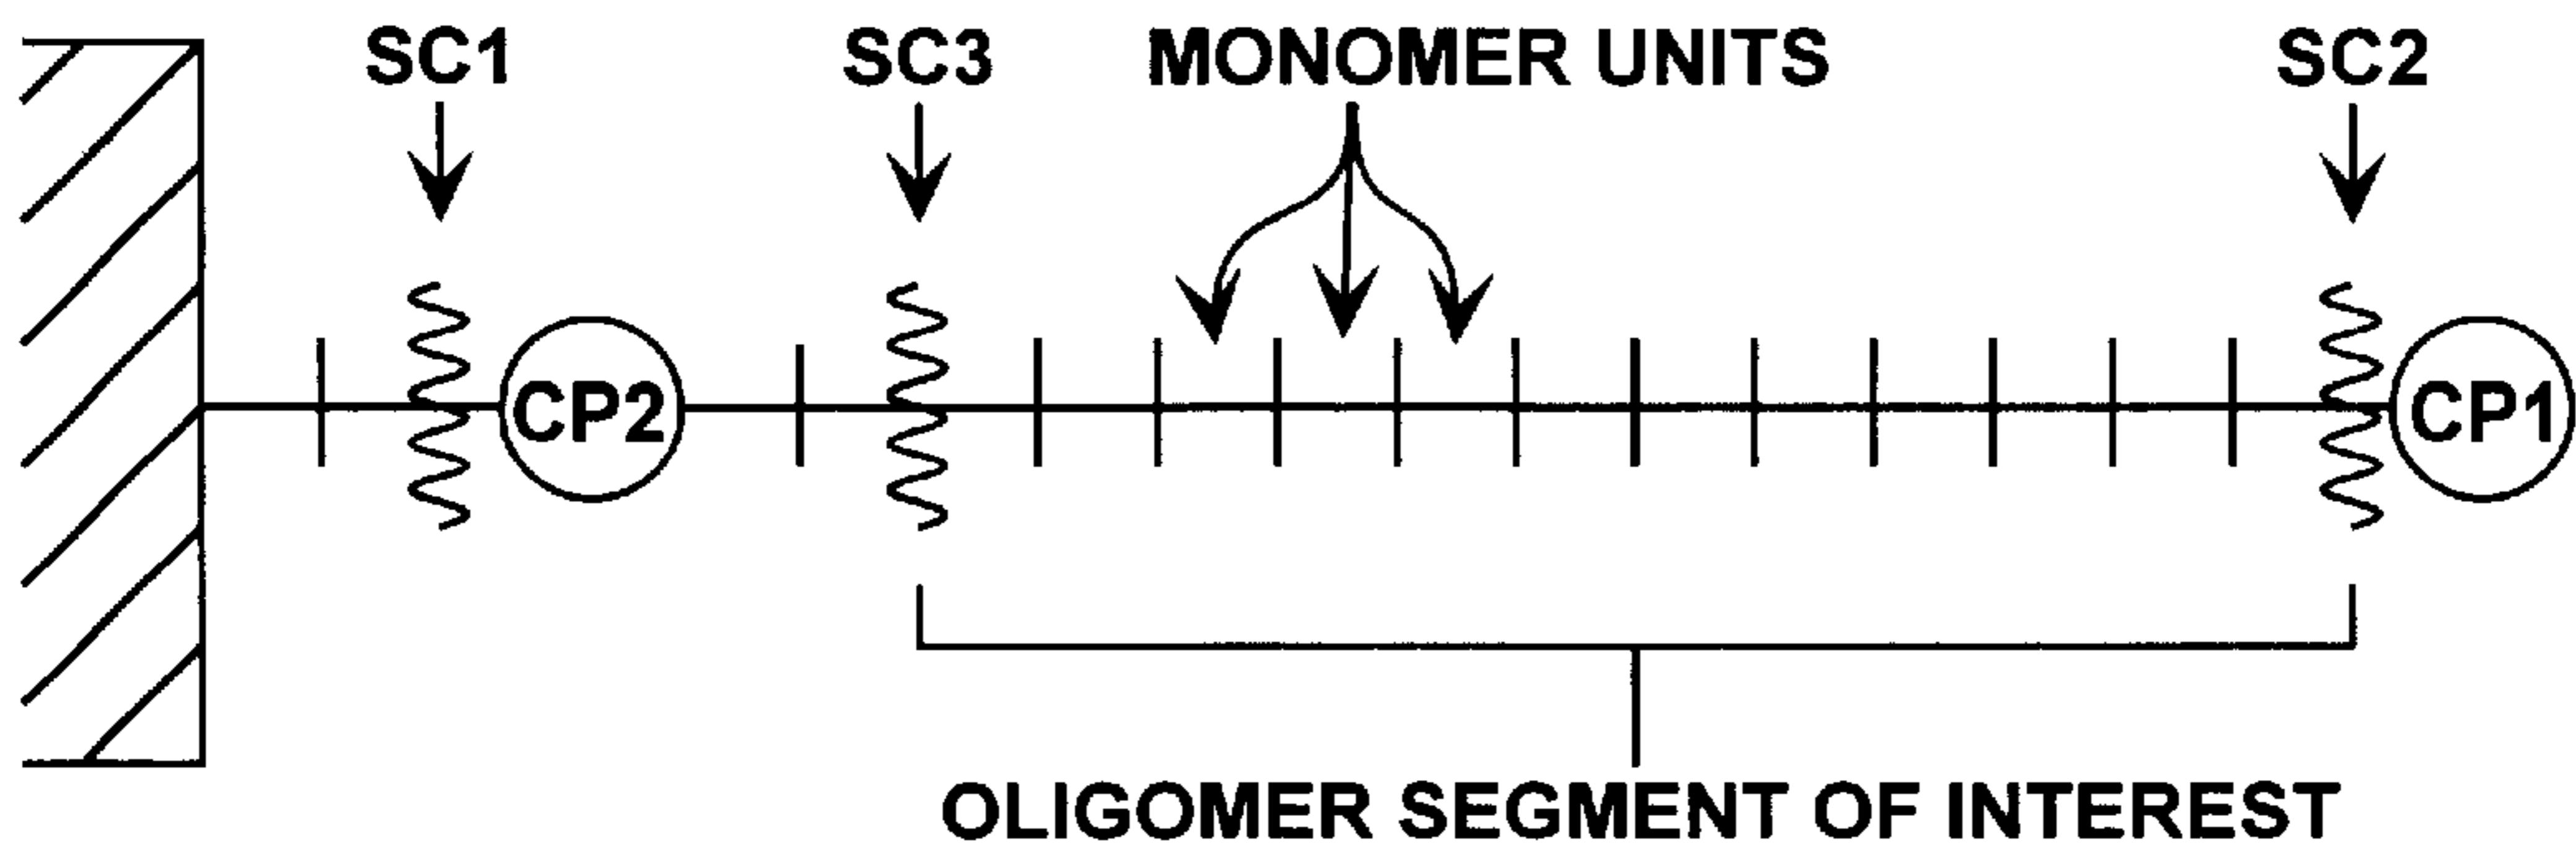 SC1 SC3 MONOMER UNITS SC2
CP2 CP1
OLIGOMER SEGMENT OF INTEREST